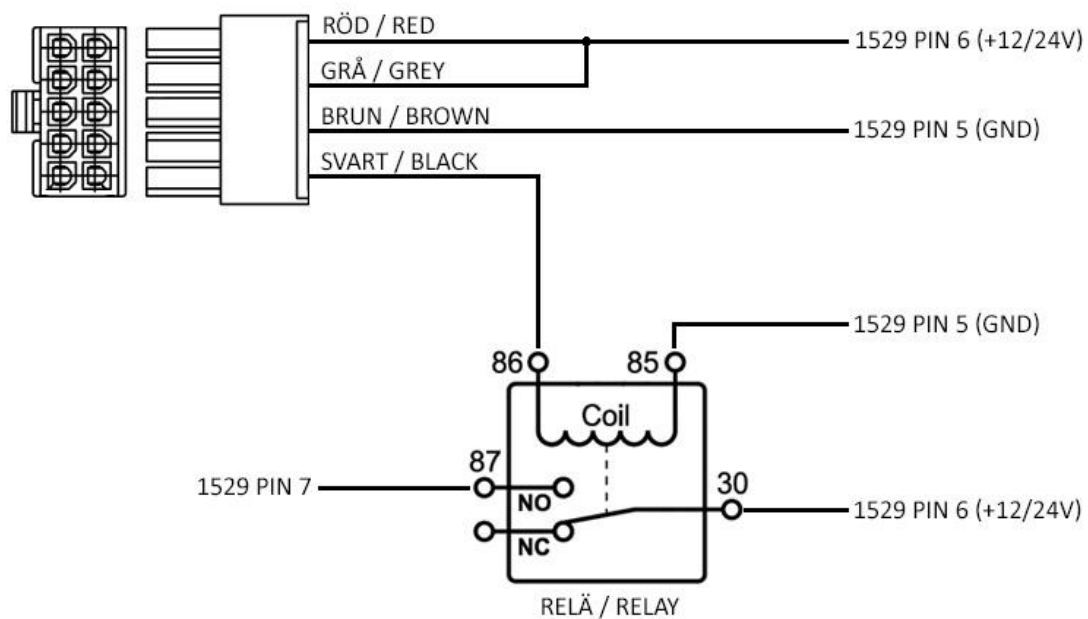 RÖD / RED
1529 PIN 6 (+12/24V)
GRÅ / GREY
BRUN / BROWN
1529 PIN 5 (GND)
SVART / BLACK
1529 PIN 5 (GND)
86
85
Coil
87
1529 PIN 7
NO
30
1529 PIN 6 (+12/24V)
NC
RELÄ / RELAY